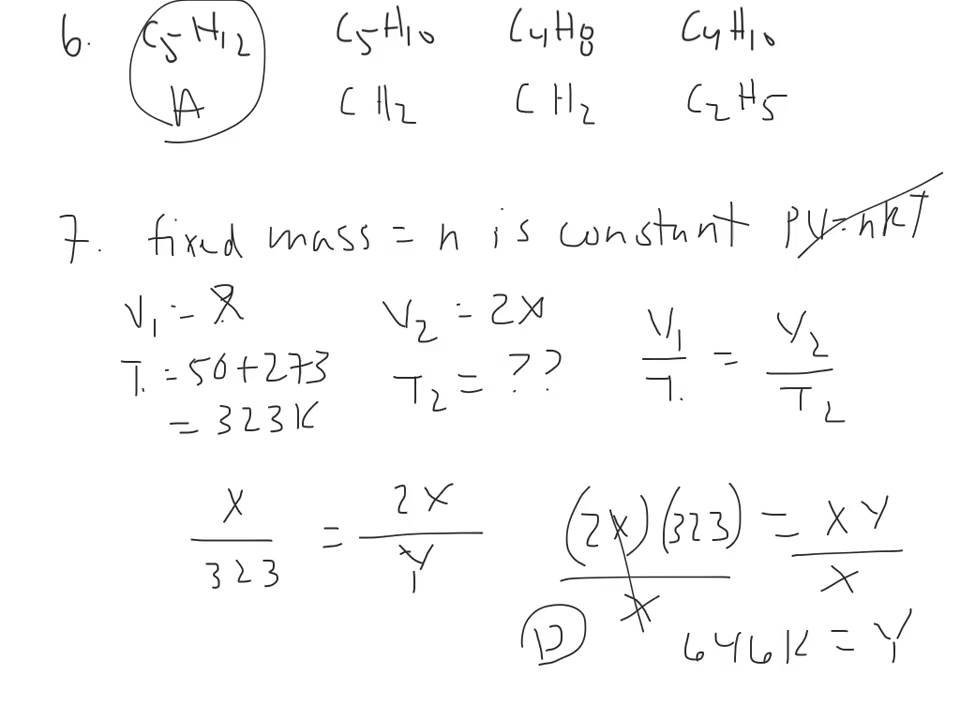 6. C5H12 C5H10 C4H8 C4H10
A CH2 CH2 C2H5
7. fixed mass = n is constant PV=nRT
V1 = X V2 = 2X V1/T1 = V2/T2
T1 = 50+273 T2 = ??
= 323K
X/323 = 2X/Y (2X)(323)/X = XY/X
D 646K = Y